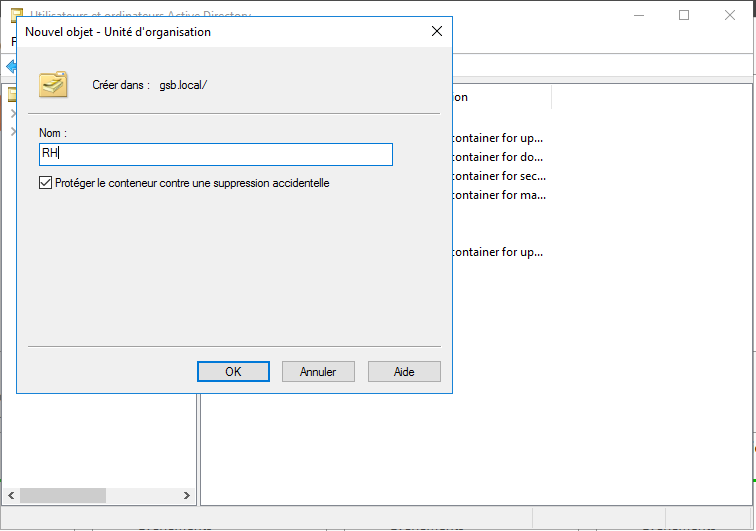 Utilisateurs et ordinateurs Active Directory
Nouvel objet - Unité d'organisation
Créer dans : gsb.local/
Nom :
RH
Protéger le conteneur contre une suppression accidentelle
OK
Annuler
Aide
on
container for up...
container for do...
container for sec...
container for ma...
container for up...